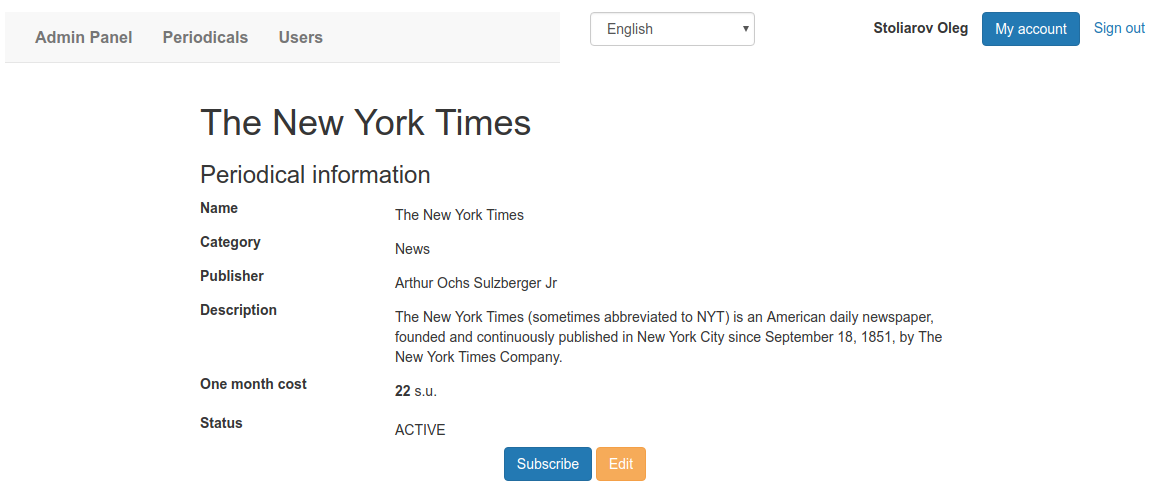 Admin Panel Periodicals Users English Stoliarov Oleg My account Sign out
The New York Times
Periodical information
Name The New York Times
Category News
Publisher Arthur Ochs Sulzberger Jr
Description The New York Times (sometimes abbreviated to NYT) is an American daily newspaper,
founded and continuously published in New York City since September 18, 1851, by The
New York Times Company.
One month cost 22 s.u.
Status ACTIVE
Subscribe Edit